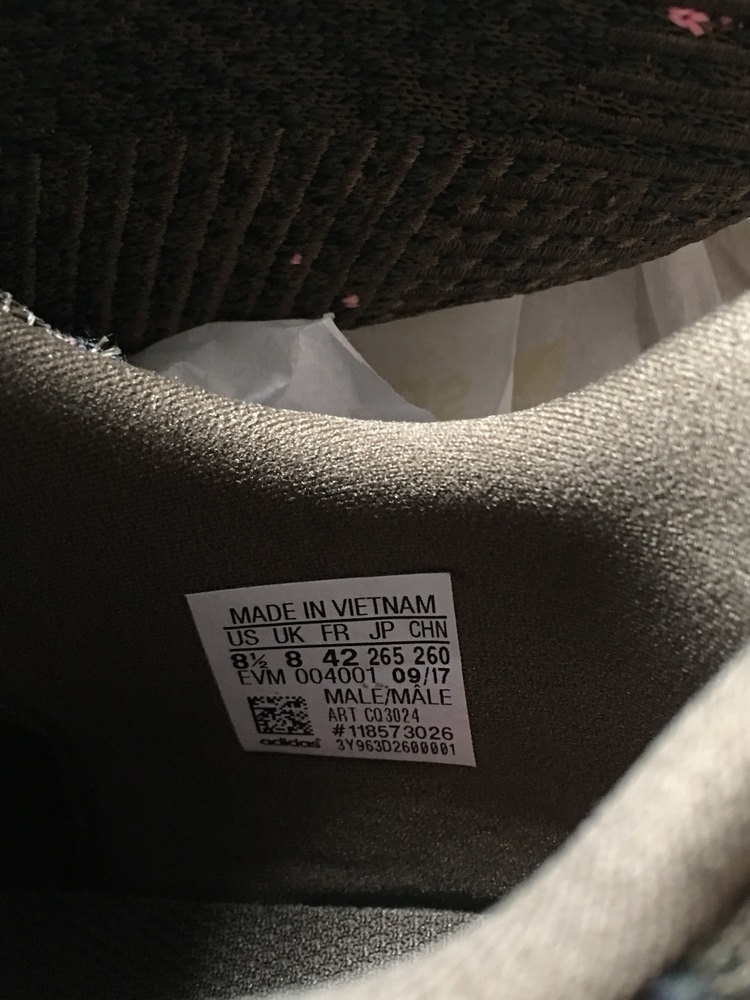 MADE IN VIETNAM
US UK FR JP CHN
8½ 8 42 265 260
EVM 004001 09/17
MALE/MÂLE
ART CQ3024
#118573026
adidas 3Y963D2600001